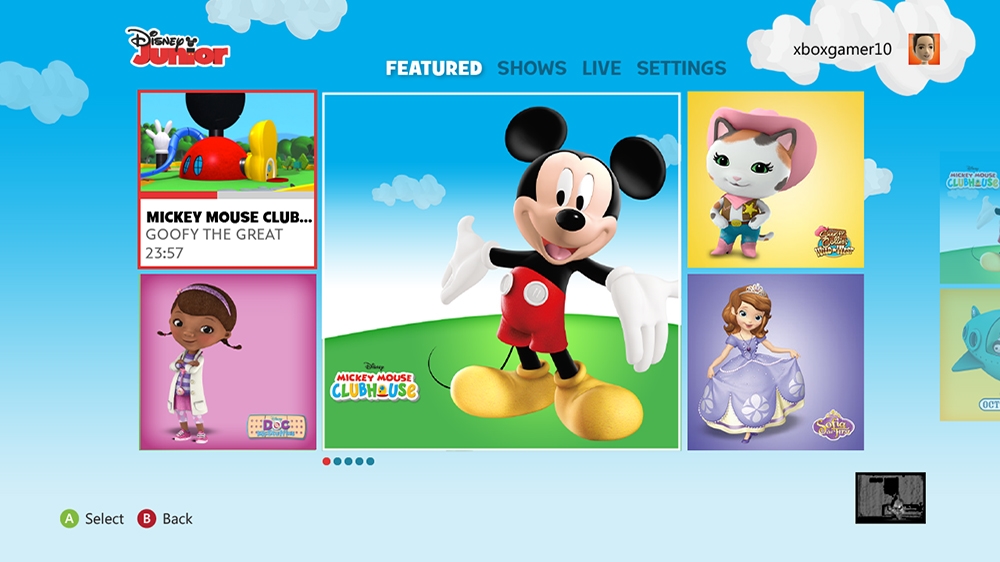 Disney
Junior
xboxgamer10
FEATURED SHOWS LIVE SETTINGS
MICKEY MOUSE CLUB...
GOOFY THE GREAT
23:57
Disney
MICKEY MOUSE
CLUBHOUSE
DOC
McStuffins
Sheriff
Callie's
Wild West
Sofia
the First
MICKEY MOUSE
CLUBHOUSE
OCT
A Select B Back